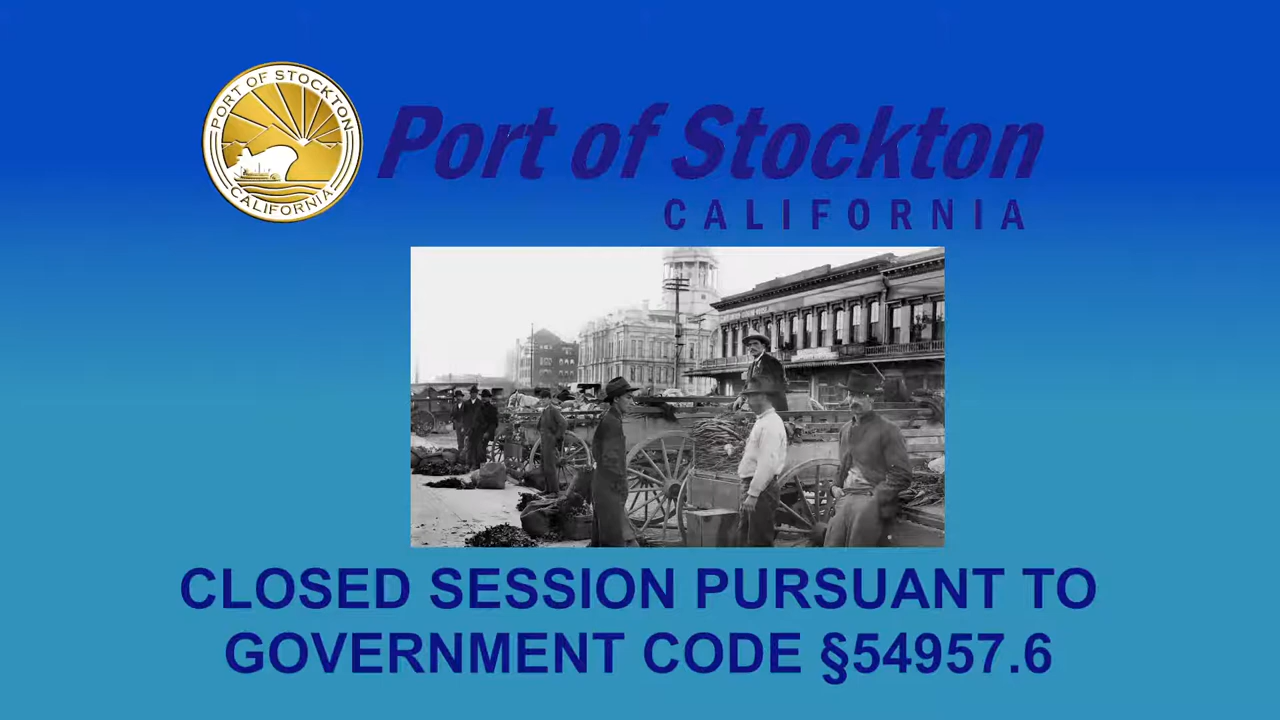 PORT OF STOCKTON
CALIFORNIA
Port of Stockton
CALIFORNIA
CLOSED SESSION PURSUANT TO
GOVERNMENT CODE §54957.6